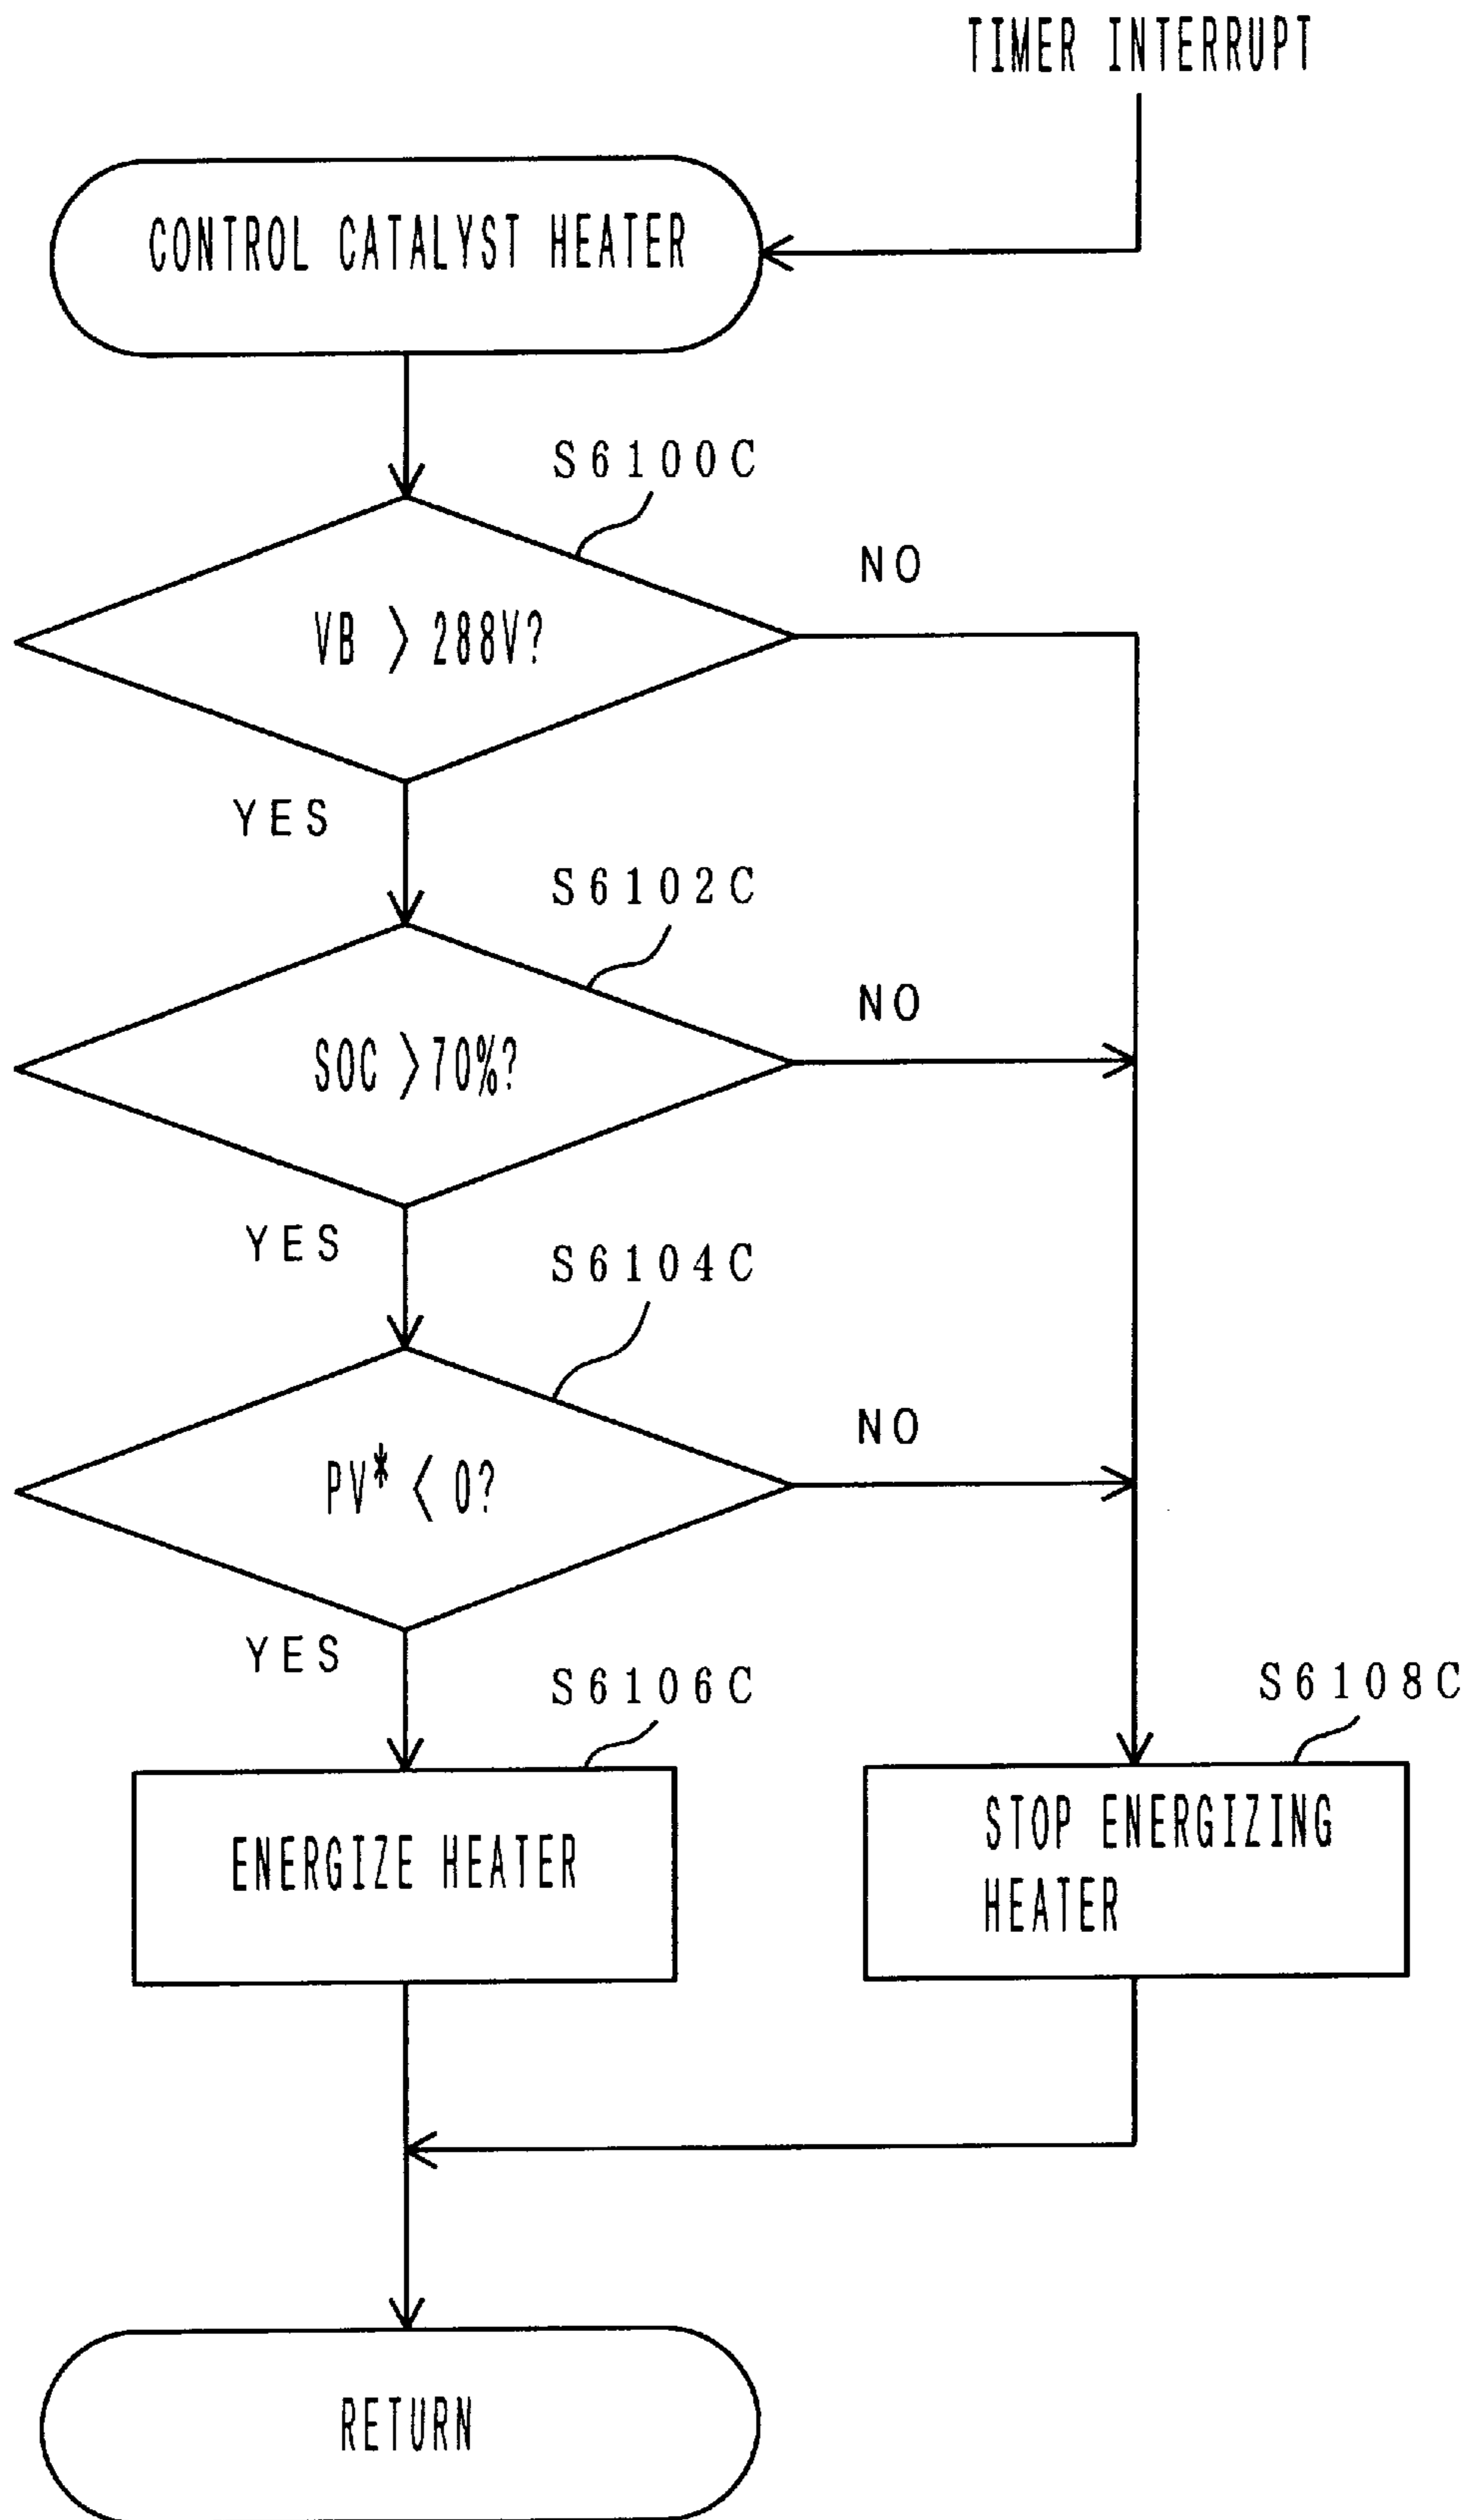 TIMER INTERRUPT
CONTROL CATALYST HEATER
S6100C
NO
VB > 288V?
YES
S6102C
NO
SOC >70%?
YES
S6104C
NO
PV* < 0?
YES
S6106C
S6108C
ENERGIZE HEATER
STOP ENERGIZING
HEATER
RETURN